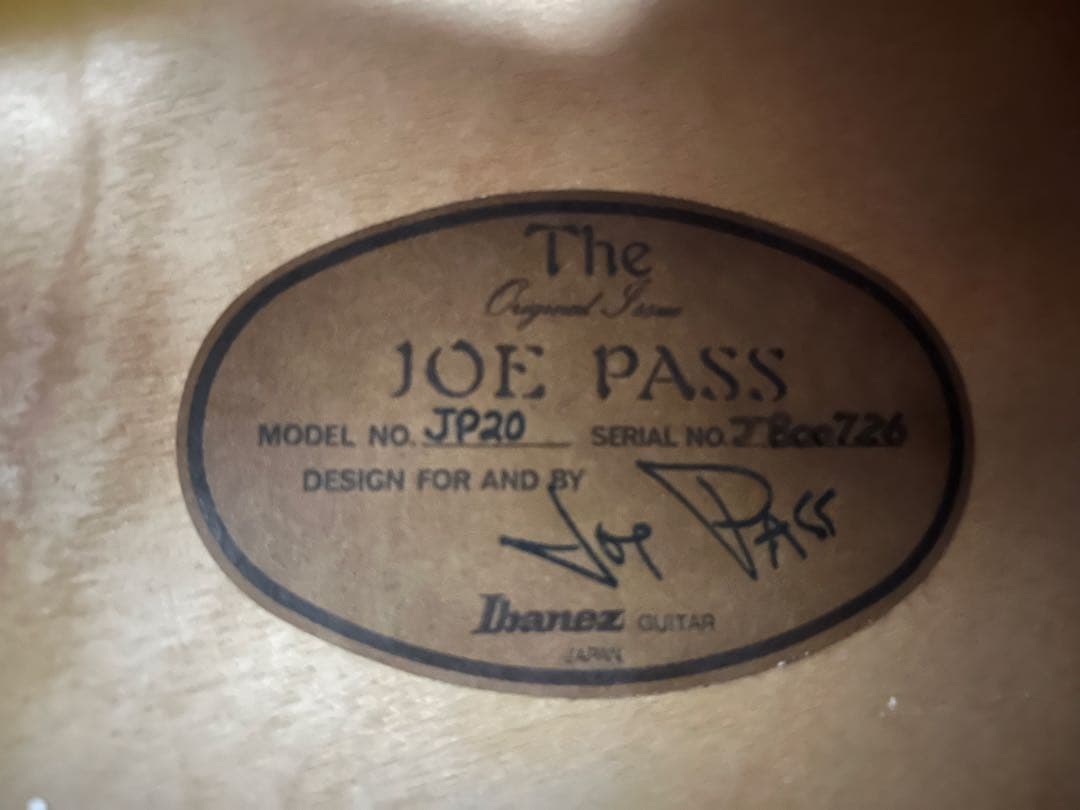 The
Original Issue
JOE PASS
MODEL NO. JP20 SERIAL NO. J800726
DESIGN FOR AND BY
Joe Pass
Ibanez GUITAR
JAPAN